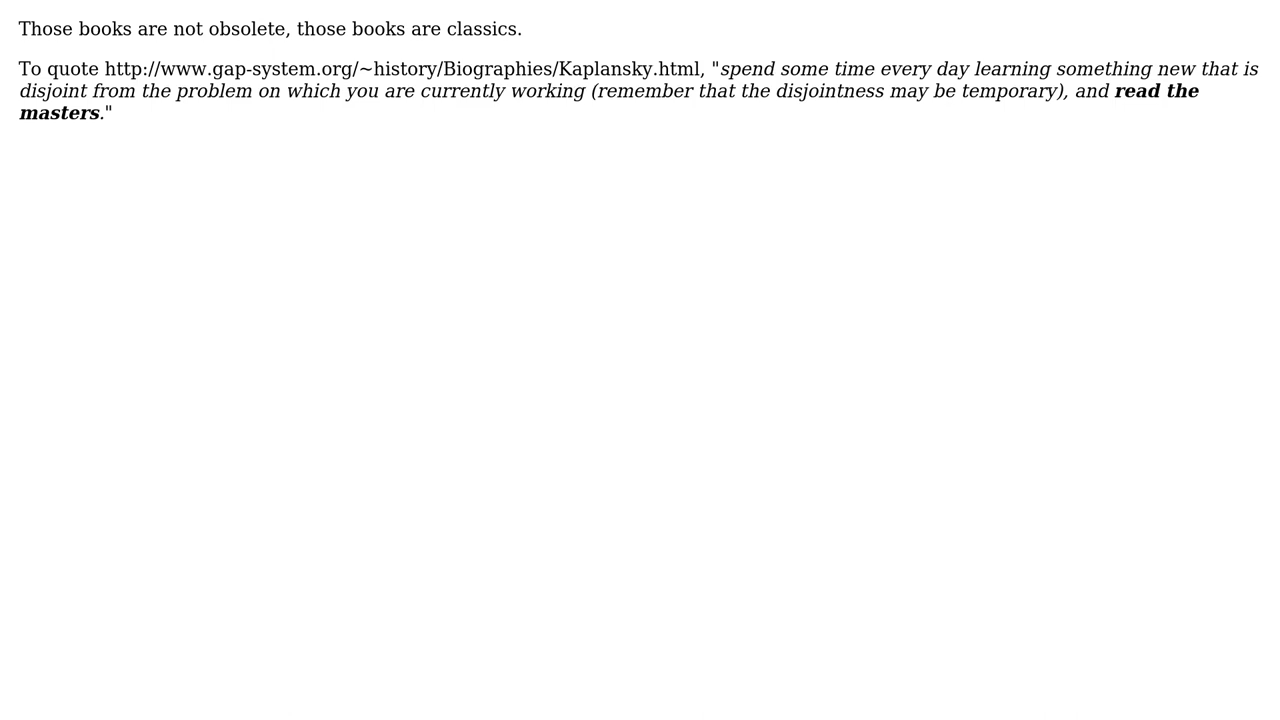 Those books are not obsolete, those books are classics.
To quote http://www.gap-system.org/~history/Biographies/Kaplansky.html, "spend some time every day learning something new that is
disjoint from the problem on which you are currently working (remember that the disjointness may be temporary), and read the
masters."